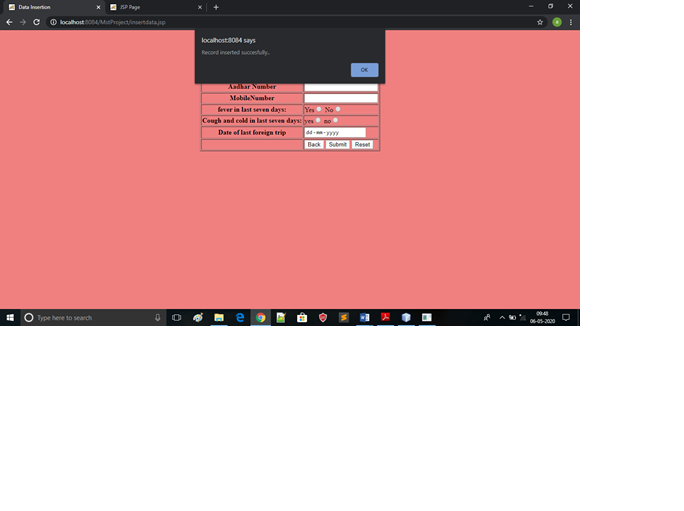 Data Insertion
JSP Page
localhost:8084/MstProject/insertdata.jsp
localhost:8084 says
Record inserted succesfully..
OK
Aadhar Number
MobileNumber
fever in last seven days: Yes No
Cough and cold in last seven days: yes no
Date of last foreign trip dd-mm-yyyy
Back Submit Reset
Type here to search
09:48
06-05-2020